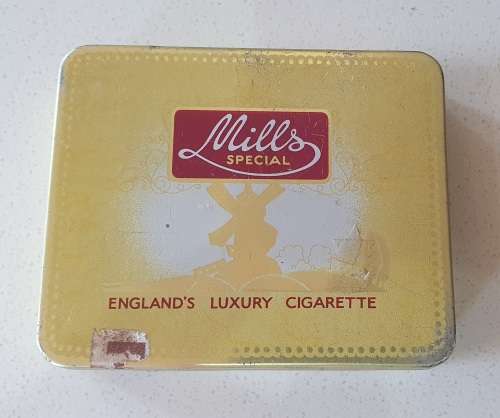 Mills
SPECIAL
ENGLAND'S LUXURY CIGARETTE